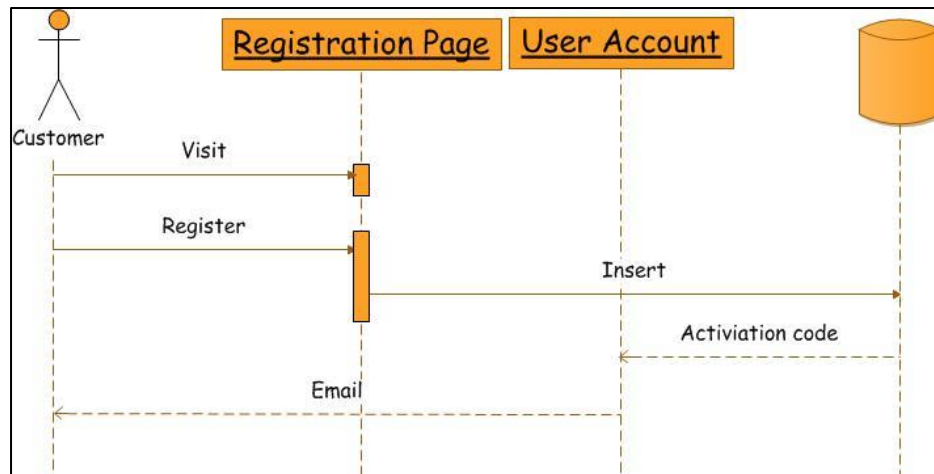 Registration Page
User Account
Customer
Visit
Register
Insert
Activiation code
Email